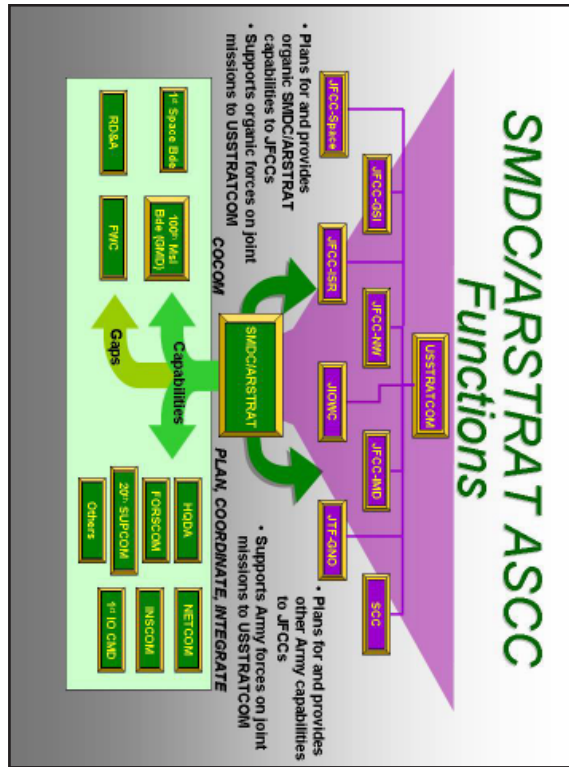 SMDC/ARSTRAT ASCC
Functions
USSTRATCOM
JFCC-Space
JFCC-GSI
JFCC-ISR
JFCC-NW
JIOWC
JFCC-IMD
JTF-GNO
SCC
• Plans for and provides
organic SMDC/ARSTRAT
capabilities to JFCCs
• Supports organic forces on joint
missions to USSTRATCOM
• Plans for and provides
other Army capabilities
to JFCCs
• Supports Army forces on joint
missions to USSTRATCOM
SMDC/ARSTRAT
COCOM
PLAN, COORDINATE, INTEGRATE
Capabilities
Gaps
1st Space Bde
100th Msl
Bde (GMD)
RD&A
FWC
HQDA
NETCOM
FORSCOM
INSCOM
20th SUPCOM
1st IO CMD
Others